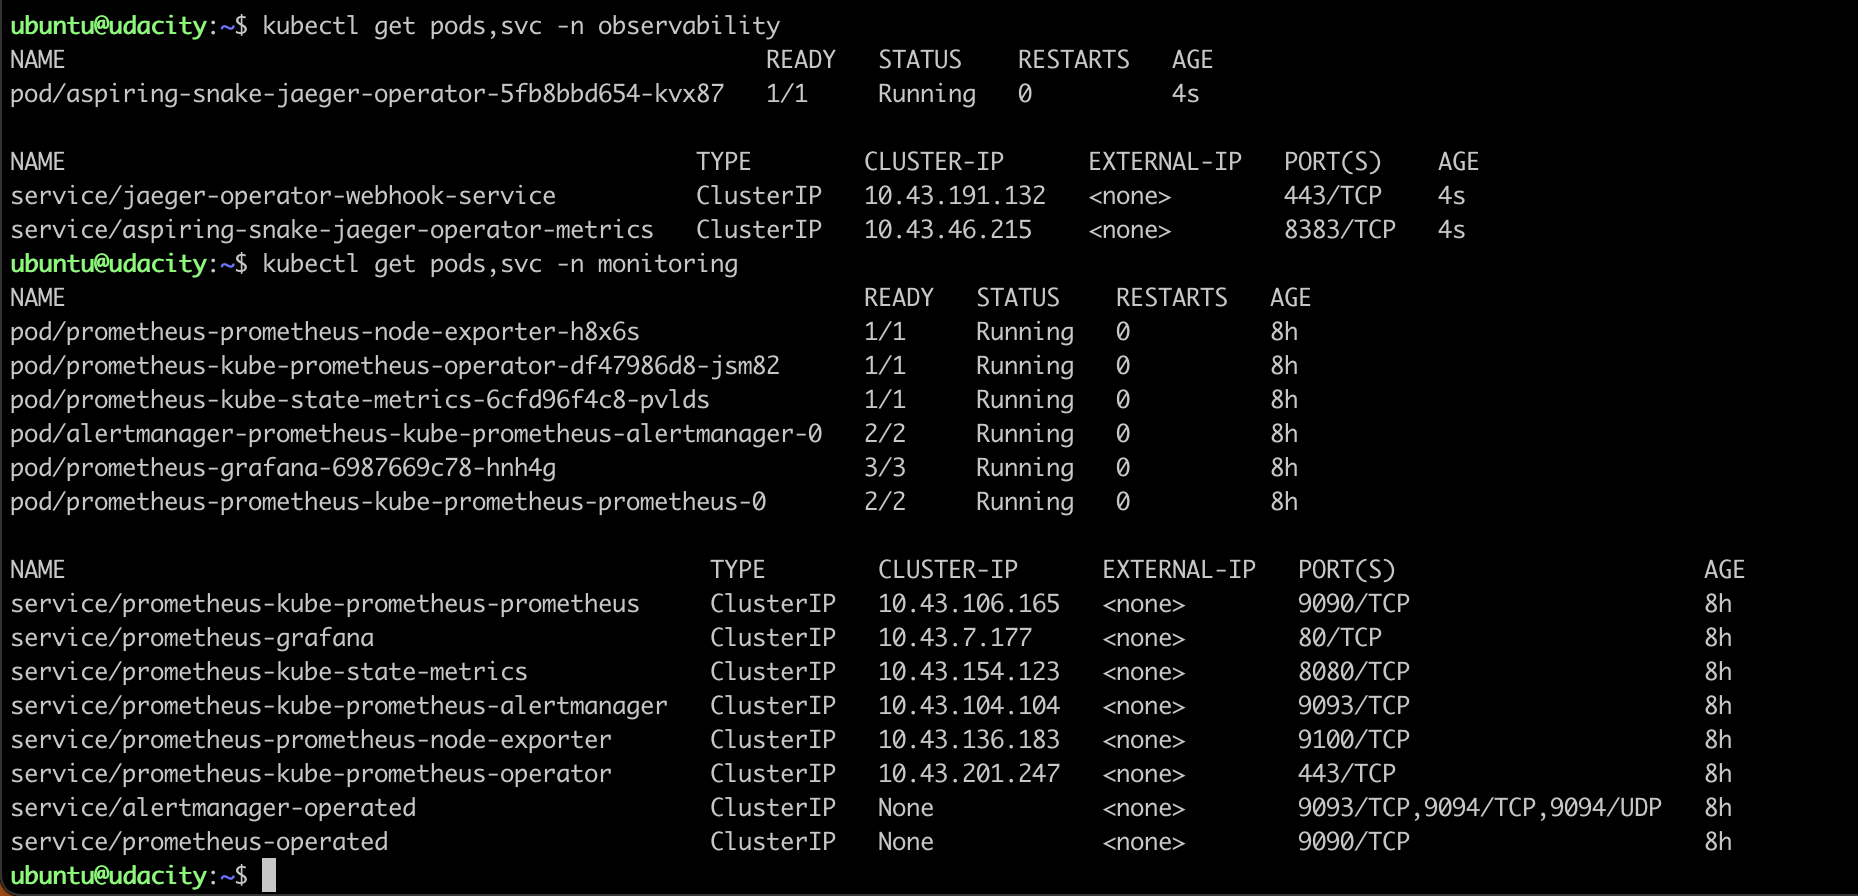 ubuntu@udacity:~$ kubectl get pods,svc -n observability
NAME READY STATUS RESTARTS AGE
pod/aspiring-snake-jaeger-operator-5fb8bbd654-kvx87 1/1 Running 0 4s
NAME TYPE CLUSTER-IP EXTERNAL-IP PORT(S) AGE
service/jaeger-operator-webhook-service ClusterIP 10.43.191.132 <none> 443/TCP 4s
service/aspiring-snake-jaeger-operator-metrics ClusterIP 10.43.46.215 <none> 8383/TCP 4s
ubuntu@udacity:~$ kubectl get pods,svc -n monitoring
NAME READY STATUS RESTARTS AGE
pod/prometheus-prometheus-node-exporter-h8x6s 1/1 Running 0 8h
pod/prometheus-kube-prometheus-operator-df47986d8-jsm82 1/1 Running 0 8h
pod/prometheus-kube-state-metrics-6cfd96f4c8-pvlds 1/1 Running 0 8h
pod/alertmanager-prometheus-kube-prometheus-alertmanager-0 2/2 Running 0 8h
pod/prometheus-grafana-6987669c78-hnh4g 3/3 Running 0 8h
pod/prometheus-prometheus-kube-prometheus-prometheus-0 2/2 Running 0 8h
NAME TYPE CLUSTER-IP EXTERNAL-IP PORT(S) AGE
service/prometheus-kube-prometheus-prometheus ClusterIP 10.43.106.165 <none> 9090/TCP 8h
service/prometheus-grafana ClusterIP 10.43.7.177 <none> 80/TCP 8h
service/prometheus-kube-state-metrics ClusterIP 10.43.154.123 <none> 8080/TCP 8h
service/prometheus-kube-prometheus-alertmanager ClusterIP 10.43.104.104 <none> 9093/TCP 8h
service/prometheus-prometheus-node-exporter ClusterIP 10.43.136.183 <none> 9100/TCP 8h
service/prometheus-kube-prometheus-operator ClusterIP 10.43.201.247 <none> 443/TCP 8h
service/alertmanager-operated ClusterIP None <none> 9093/TCP,9094/TCP,9094/UDP 8h
service/prometheus-operated ClusterIP None <none> 9090/TCP 8h
ubuntu@udacity:~$